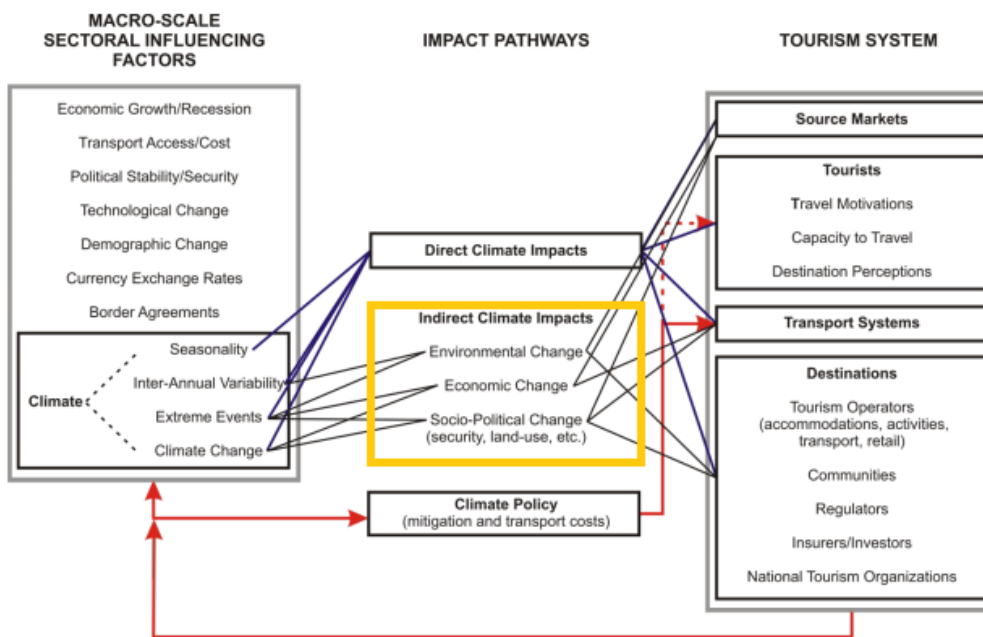 MACRO-SCALE
SECTORAL INFLUENCING
FACTORS
Economic Growth/Recession
Transport Access/Cost
Political Stability/Security
Technological Change
Demographic Change
Currency Exchange Rates
Border Agreements
Climate
Seasonality
Inter-Annual Variability
Extreme Events
Climate Change
IMPACT PATHWAYS
Direct Climate Impacts
Indirect Climate Impacts
Environmental Change
Economic Change
Socio-Political Change
(security, land-use, etc.)
Climate Policy
(mitigation and transport costs)
TOURISM SYSTEM
Source Markets
Tourists
Travel Motivations
Capacity to Travel
Destination Perceptions
Transport Systems
Destinations
Tourism Operators
(accommodations, activities,
transport, retail)
Communities
Regulators
Insurers/Investors
National Tourism Organizations